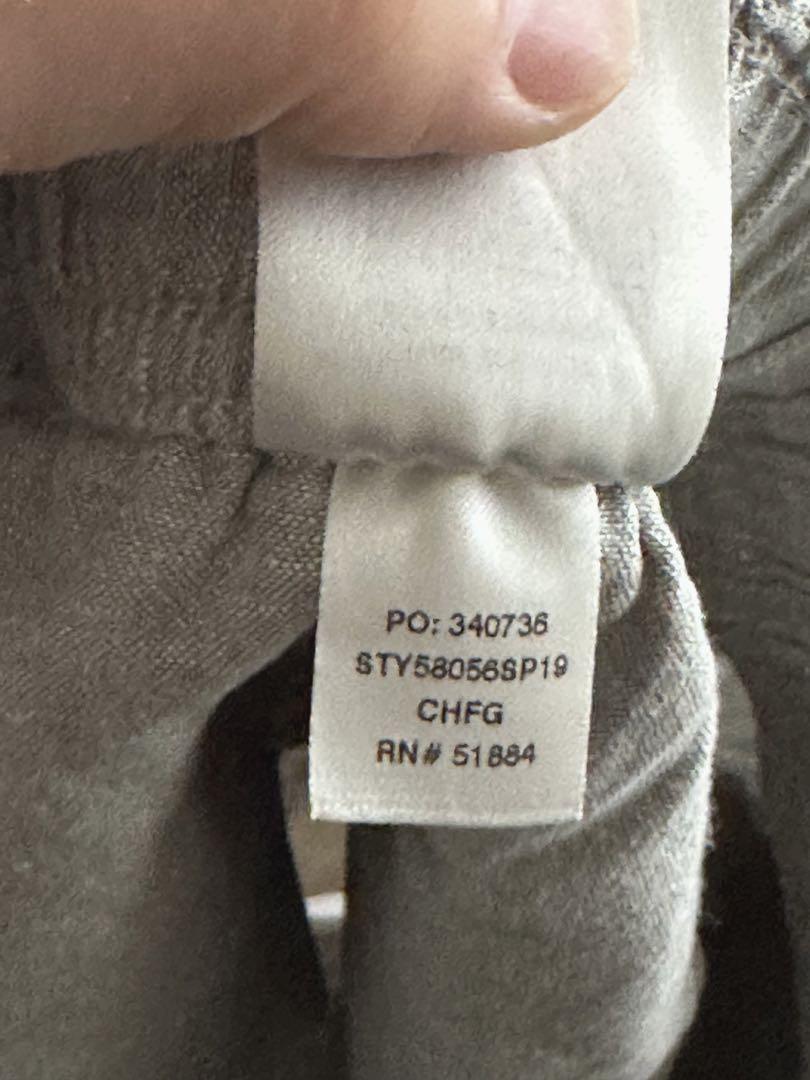 PO: 340736
STY58056SP19
CHFG
RN# 51884